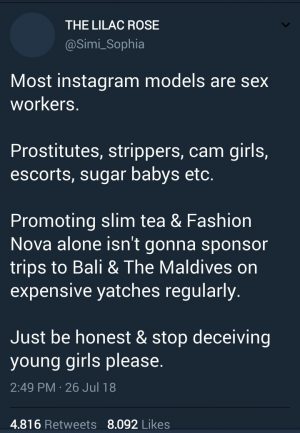 THE LILAC ROSE
@Simi_Sophia
Most instagram models are sex
workers.
Prostitutes, strippers, cam girls,
escorts, sugar babys etc.
Promoting slim tea & Fashion
Nova alone isn't gonna sponsor
trips to Bali & The Maldives on
expensive yatches regularly.
Just be honest & stop deceiving
young girls please.
2:49 PM · 26 Jul 18
4.816 Retweets 8.092 Likes